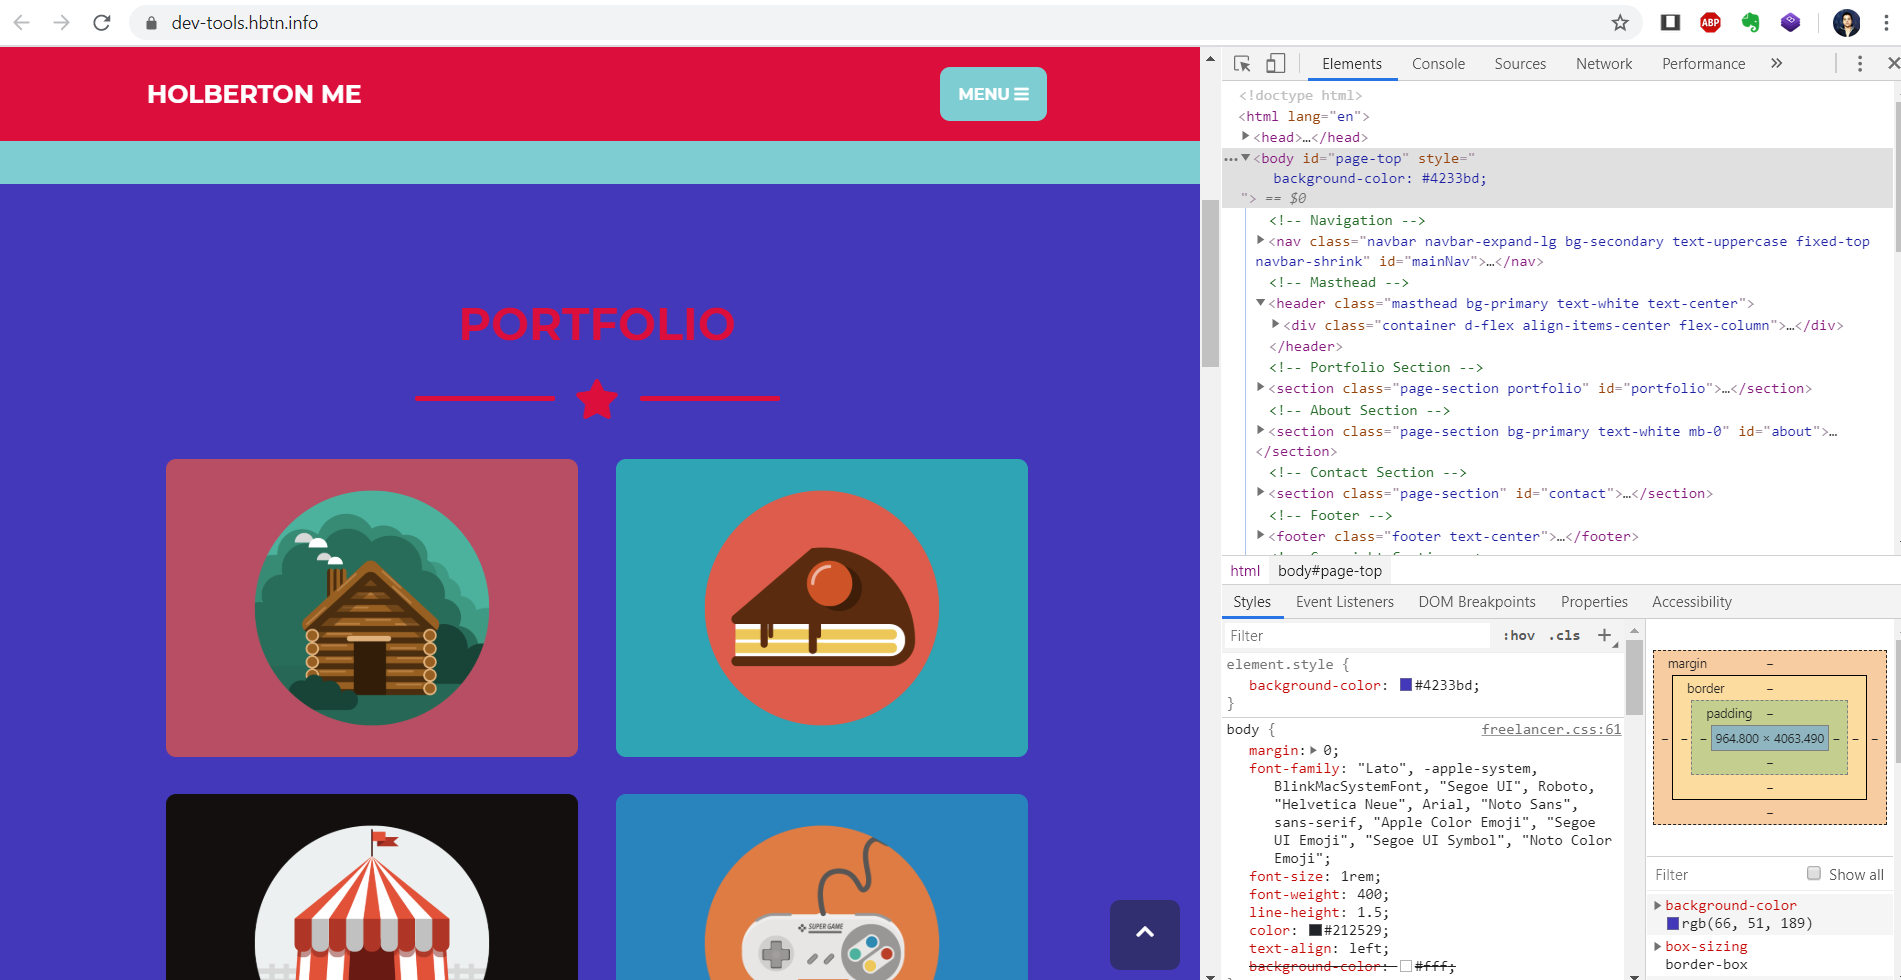 dev-tools.hbtn.info
ABP
HOLBERTON ME
MENU
PORTFOLIO
SUPER GAME
Elements Console Sources Network Performance »
<!doctype html>
<html lang="en">
<head>…</head>
…<body id="page-top" style="
background-color: #4233bd;
"> == $0
<!-- Navigation -->
<nav class="navbar navbar-expand-lg bg-secondary text-uppercase fixed-top
navbar-shrink" id="mainNav">…</nav>
<!-- Masthead -->
<header class="masthead bg-primary text-white text-center">
<div class="container d-flex align-items-center flex-column">…</div>
</header>
<!-- Portfolio Section -->
<section class="page-section portfolio" id="portfolio">…</section>
<!-- About Section -->
<section class="page-section bg-primary text-white mb-0" id="about">…
</section>
<!-- Contact Section -->
<section class="page-section" id="contact">…</section>
<!-- Footer -->
<footer class="footer text-center">…</footer>
html body#page-top
Styles Event Listeners DOM Breakpoints Properties Accessibility
Filter :hov .cls +
element.style {
background-color: #4233bd;
}
body { freelancer.css:61
margin: 0;
font-family: "Lato", -apple-system,
BlinkMacSystemFont, "Segoe UI", Roboto,
"Helvetica Neue", Arial, "Noto Sans",
sans-serif, "Apple Color Emoji", "Segoe
UI Emoji", "Segoe UI Symbol", "Noto Color
Emoji";
font-size: 1rem;
font-weight: 400;
line-height: 1.5;
color: #212529;
text-align: left;
background-color: #fff;
margin –
border –
padding –
– – – 964.800 × 4063.490 – – –
–
–
–
Filter Show all
background-color
rgb(66, 51, 189)
box-sizing
border-box